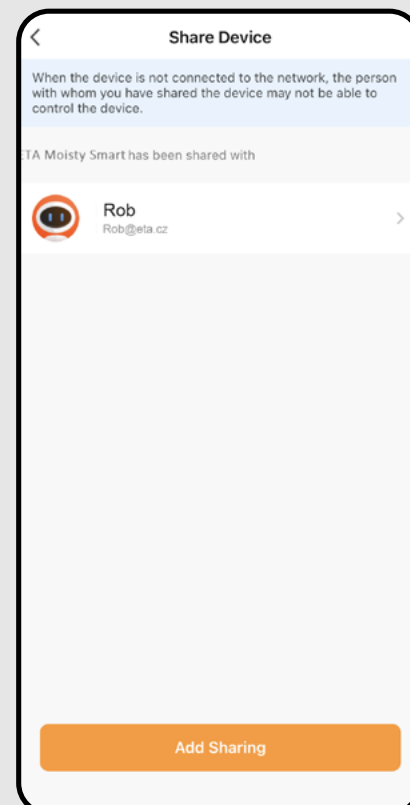 Share Device
When the device is not connected to the network, the person
with whom you have shared the device may not be able to
control the device.
ETA Moisty Smart has been shared with
Rob
Rob@eta.cz
Add Sharing